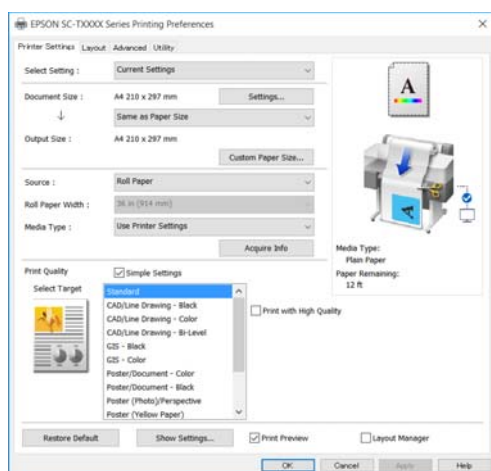 EPSON SC-TXXXX Series Printing Preferences
Printer Settings Layout Advanced Utility
Select Setting : Current Settings
Document Size : A4 210 x 297 mm Settings...
Same as Paper Size
Output Size : A4 210 x 297 mm
Custom Paper Size...
Source : Roll Paper
Roll Paper Width : 36 in (914 mm)
Media Type : Use Printer Settings
Acquire Info
A
A
Media Type:
Plain Paper
Paper Remaining:
12 ft
Print Quality Simple Settings
Select Target
Standard
CAD/Line Drawing - Black
CAD/Line Drawing - Color
CAD/Line Drawing - Bi-Level
GIS - Black
GIS - Color
Poster/Document - Color
Poster/Document - Black
Poster (Photo)/Perspective
Poster (Yellow Paper)
Print with High Quality
Restore Default Show Settings... Print Preview Layout Manager
OK Cancel Apply Help